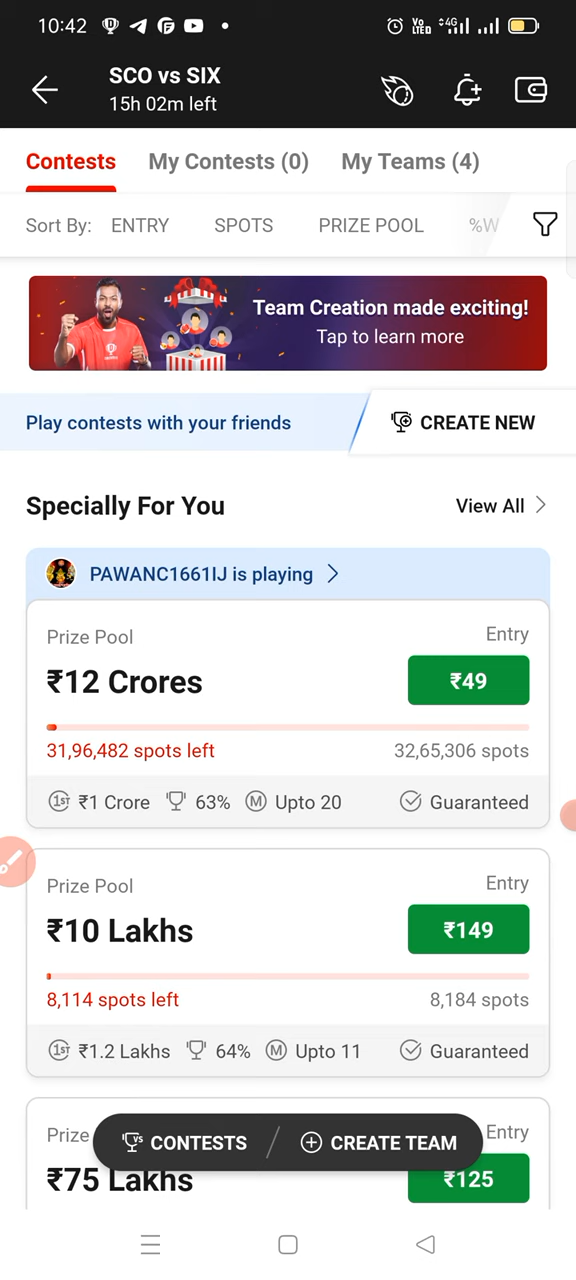 10:42
Vo LTED 4G
SCO vs SIX
15h 02m left
Contests My Contests (0) My Teams (4)
Sort By: ENTRY SPOTS PRIZE POOL %W
Team Creation made exciting!
Tap to learn more
Play contests with your friends CREATE NEW
Specially For You View All
PAWANC1661IJ is playing
Prize Pool Entry
₹12 Crores ₹49
31,96,482 spots left 32,65,306 spots
1ST ₹1 Crore 63% M Upto 20 Guaranteed
Prize Pool Entry
₹10 Lakhs ₹149
8,114 spots left 8,184 spots
1ST ₹1.2 Lakhs 64% M Upto 11 Guaranteed
Prize Entry
VS CONTESTS CREATE TEAM
₹75 Lakhs ₹125